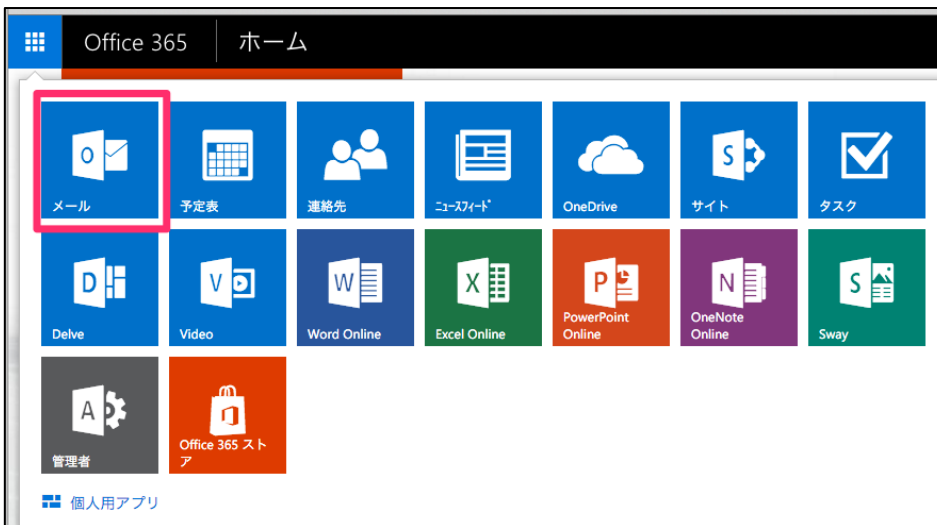 Office 365 ホーム
メール
予定表
連絡先
ﾆｭｰｽﾌｨｰﾄﾞ
OneDrive
サイト
タスク
Delve
Video
Word Online
Excel Online
PowerPoint
Online
OneNote
Online
Sway
管理者
Office 365 スト
ア
個人用アプリ